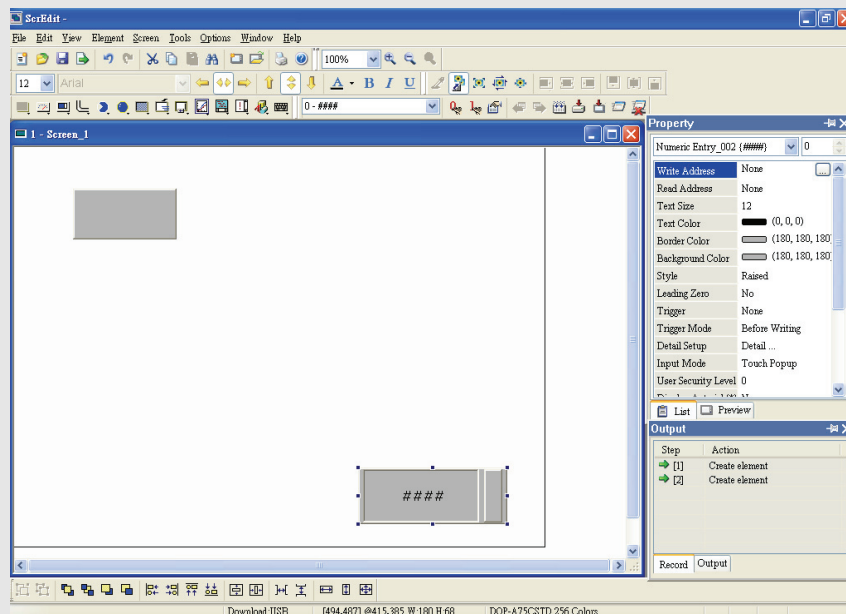 ScrEdit -
File Edit View Element Screen Tools Options Window Help
100%
12 Arial A B I U
0 - ####
1 - Screen_1
####
Property
Numeric Entry_002 {####} 0
Write Address None ...
Read Address None
Text Size 12
Text Color (0, 0, 0)
Border Color (180, 180, 180
Background Color (180, 180, 180
Style Raised
Leading Zero No
Trigger None
Trigger Mode Before Writing
Detail Setup Detail ...
Input Mode Touch Popup
User Security Level 0
List Preview
Output
Step Action
[1] Create element
[2] Create element
Record Output
Download:USB [494,487] @415,385 W:180 H:68 DOP-A75CSTD 256 Colors